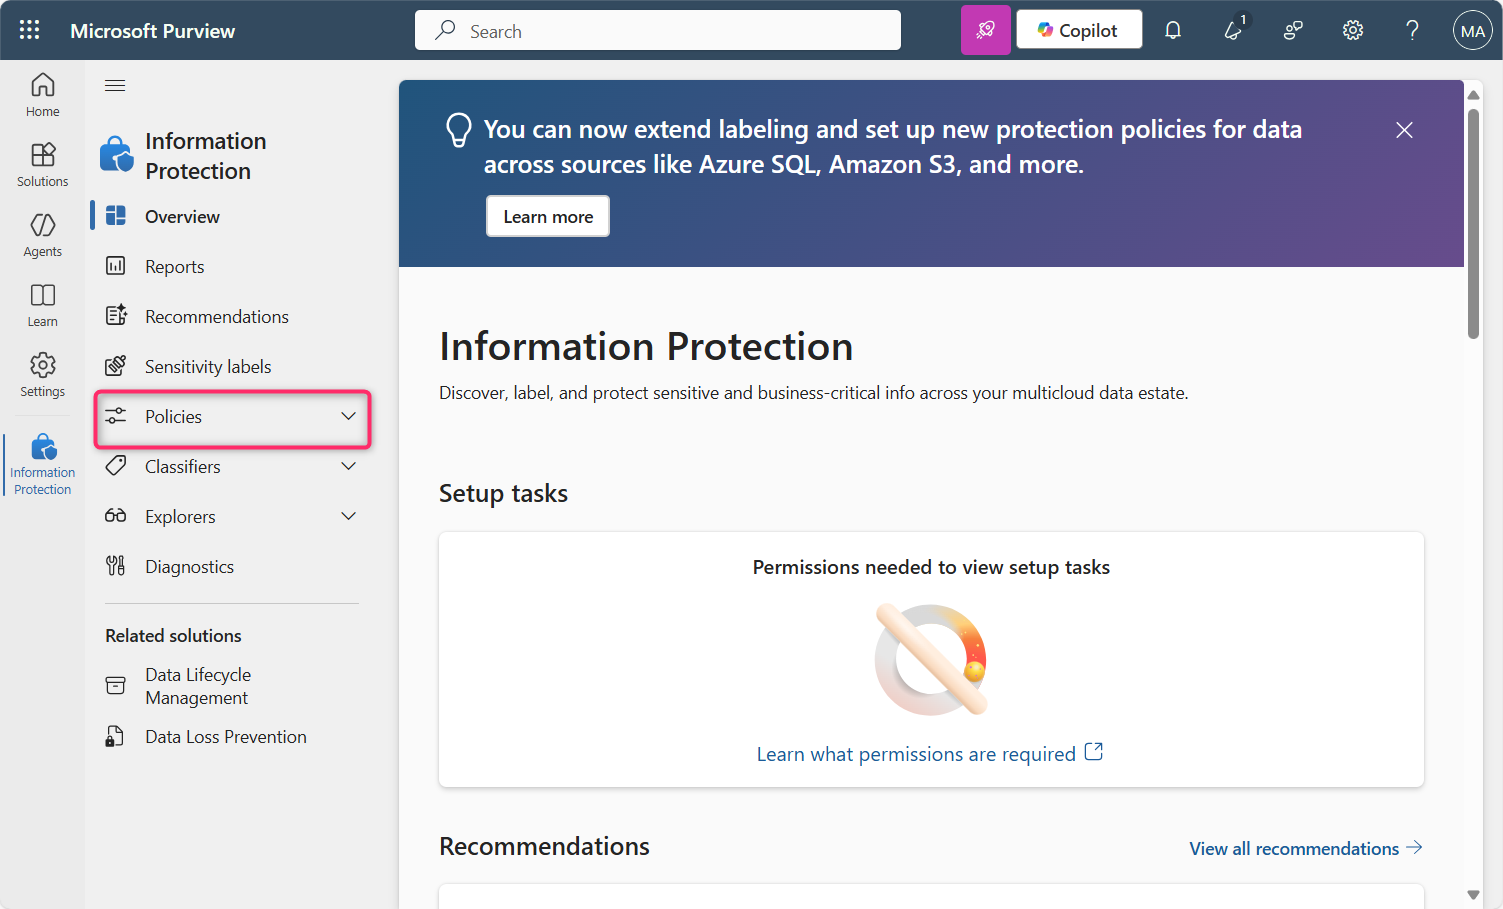 Microsoft Purview
Search
Copilot
1
MA
Home
Solutions
Agents
Learn
Settings
Information
Protection
Information
Protection
Overview
Reports
Recommendations
Sensitivity labels
Policies
Classifiers
Explorers
Diagnostics
Related solutions
Data Lifecycle
Management
Data Loss Prevention
You can now extend labeling and set up new protection policies for data
across sources like Azure SQL, Amazon S3, and more.
Learn more
Information Protection
Discover, label, and protect sensitive and business-critical info across your multicloud data estate.
Setup tasks
Permissions needed to view setup tasks
Learn what permissions are required
Recommendations
View all recommendations